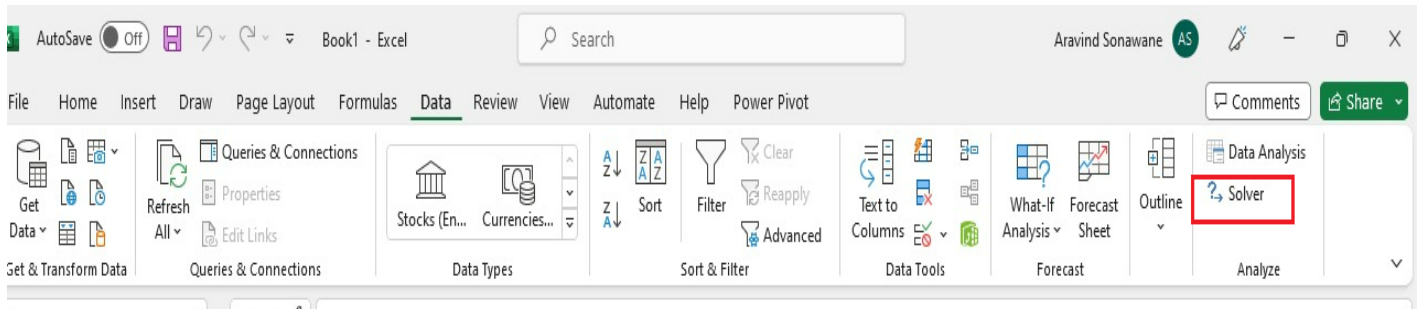 AutoSave Off Book1 - Excel Search Aravind Sonawane AS
File Home Insert Draw Page Layout Formulas Data Review View Automate Help Power Pivot Comments Share
Get Data
Refresh All
Queries & Connections
Properties
Edit Links
Stocks (En... Currencies...
A Z
Z A
Z A A Z
Sort
Filter
Clear
Reapply
Advanced
Text to Columns
What-If Analysis
Forecast Sheet
Outline
Data Analysis
Solver
Get & Transform Data Queries & Connections Data Types Sort & Filter Data Tools Forecast Analyze